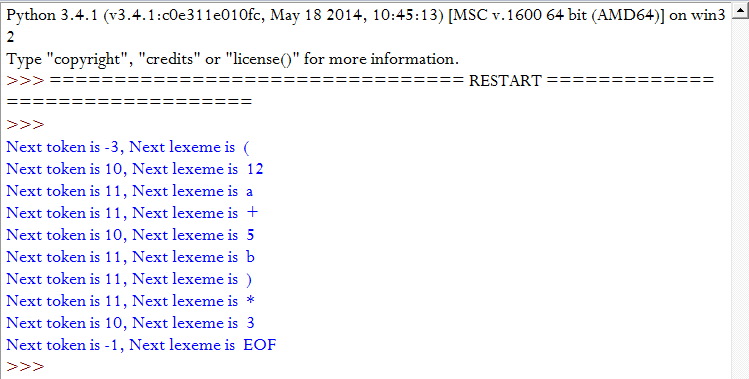 Python 3.4.1 (v3.4.1:c0e311e010fc, May 18 2014, 10:45:13) [MSC v.1600 64 bit (AMD64)] on win3
2
Type "copyright", "credits" or "license()" for more information.
>>> ================================ RESTART =============
===================
>>>
Next token is -3, Next lexeme is  (
Next token is 10, Next lexeme is  12
Next token is 11, Next lexeme is  a
Next token is 11, Next lexeme is  +
Next token is 10, Next lexeme is  5
Next token is 11, Next lexeme is  b
Next token is 11, Next lexeme is  )
Next token is 11, Next lexeme is  *
Next token is 10, Next lexeme is  3
Next token is -1, Next lexeme is  EOF
>>>